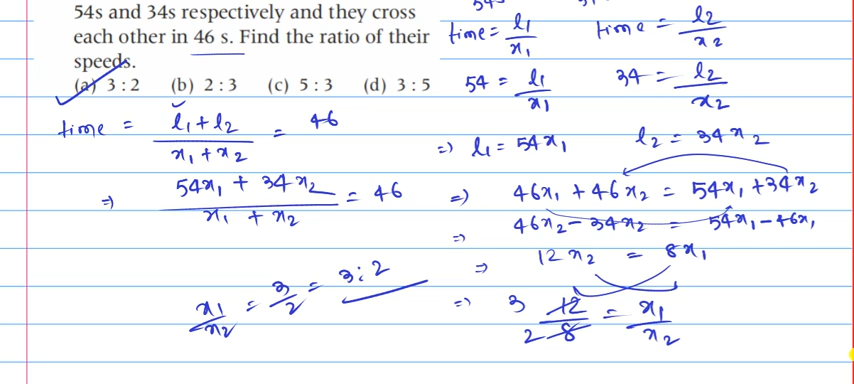 54s and 34s respectively and they cross
each other in 46 s. Find the ratio of their
speeds.
(a) 3 : 2 (b) 2 : 3 (c) 5 : 3 (d) 3 : 5
time = l₁/x₁ time = l₂/x₂
54 = l₁/x₁ 34 = l₂/x₂
time = (l₁ + l₂)/(x₁ + x₂) = 46
⇒ l₁ = 54x₁ l₂ = 34x₂
⇒ (54x₁ + 34x₂)/(x₁ + x₂) = 46
⇒ 46x₁ + 46x₂ = 54x₁ + 34x₂
⇒ 46x₂ - 34x₂ = 54x₁ - 46x₁
⇒ 12x₂ = 8x₁
⇒ 3 12/2 8 = x₁/x₂
x₁/x₂ = 3/2 = 3:2